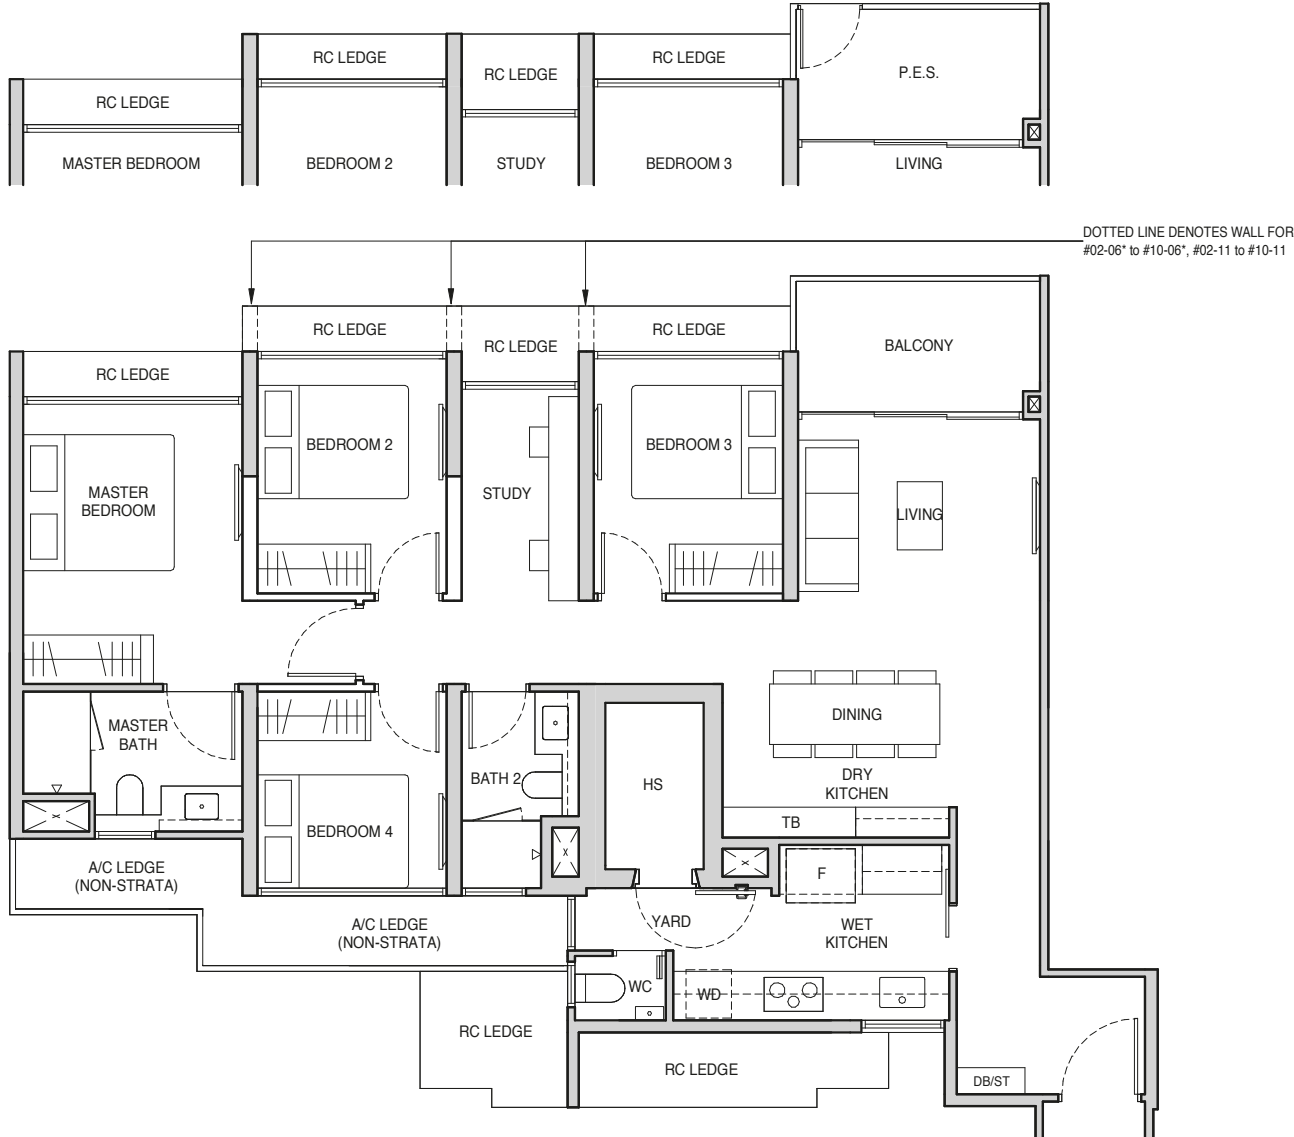 RC LEDGE
RC LEDGE
P.E.S.
RC LEDGE
RC LEDGE
MASTER BEDROOM
BEDROOM 2
STUDY
BEDROOM 3
LIVING
DOTTED LINE DENOTES WALL FOR
#02-06* to #10-06*, #02-11 to #10-11
RC LEDGE
RC LEDGE
RC LEDGE
BALCONY
RC LEDGE
BEDROOM 2
BEDROOM 3
MASTER
BEDROOM
STUDY
LIVING
MASTER
BATH
DINING
BATH 2
HS
DRY
KITCHEN
BEDROOM 4
TB
A/C LEDGE
(NON-STRATA)
F
A/C LEDGE
(NON-STRATA)
YARD
WET
KITCHEN
WC
WD
RC LEDGE
RC LEDGE
DB/ST